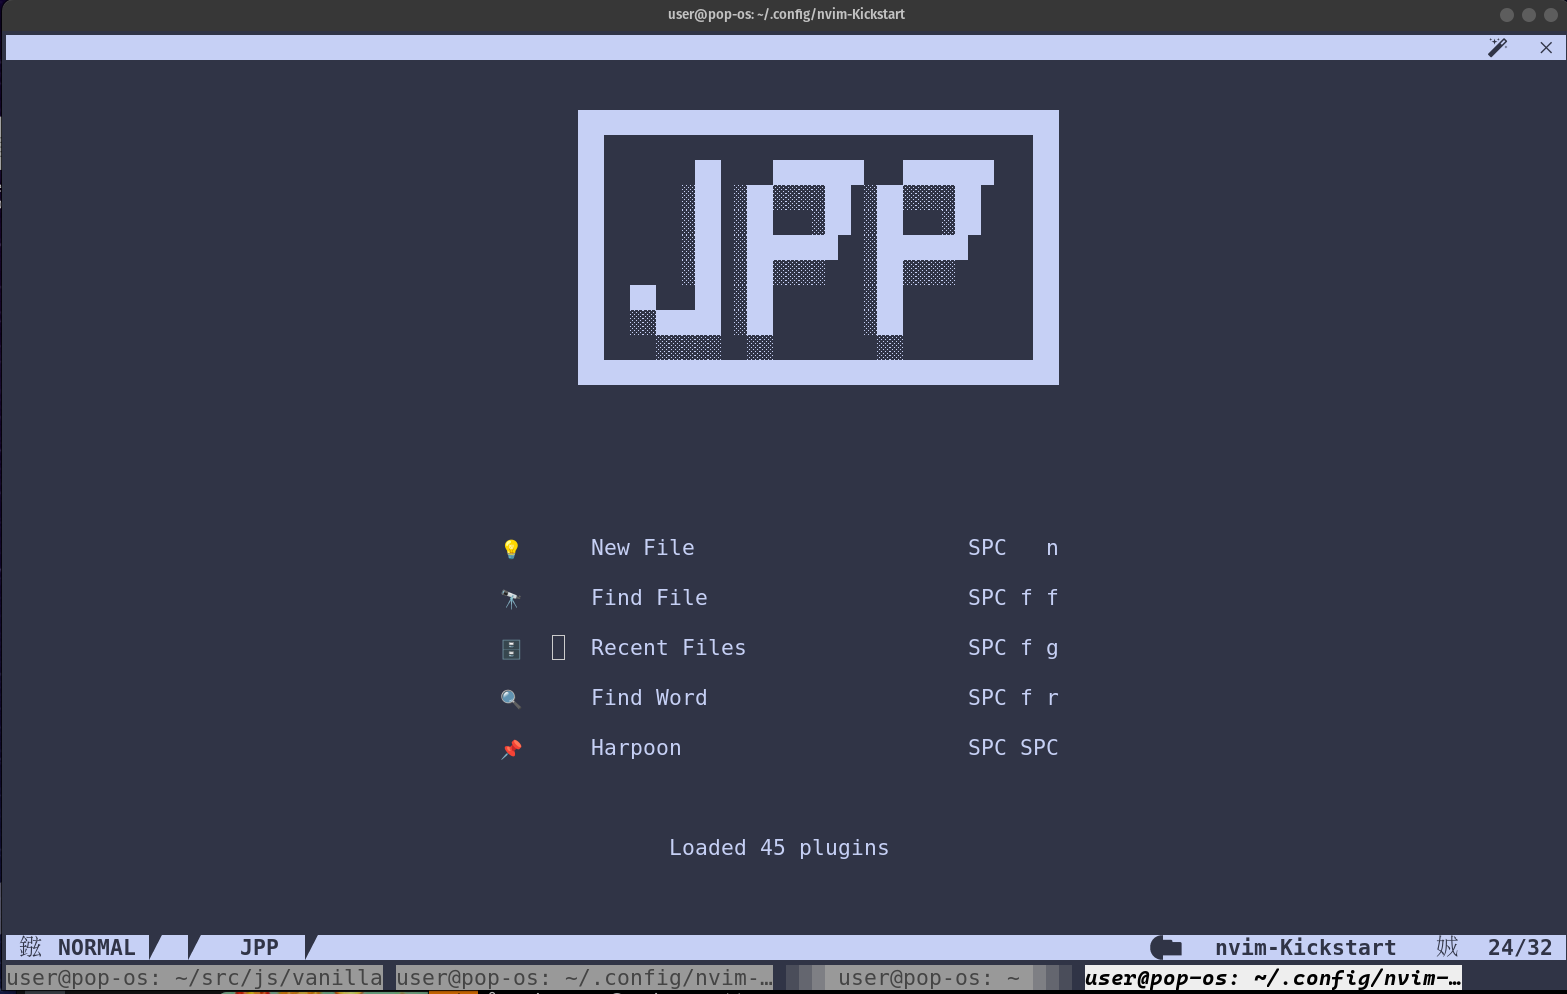 user@pop-os: ~/.config/nvim-Kickstart
JPP
💡 New File SPC n
🔭 Find File SPC f f
🗄 Recent Files SPC f g
🔍 Find Word SPC f r
📌 Harpoon SPC SPC
Loaded 45 plugins
NORMAL JPP nvim-Kickstart 24/32
user@pop-os: ~/src/js/vanilla user@pop-os: ~/.config/nvim-… user@pop-os: ~ user@pop-os: ~/.config/nvim-…